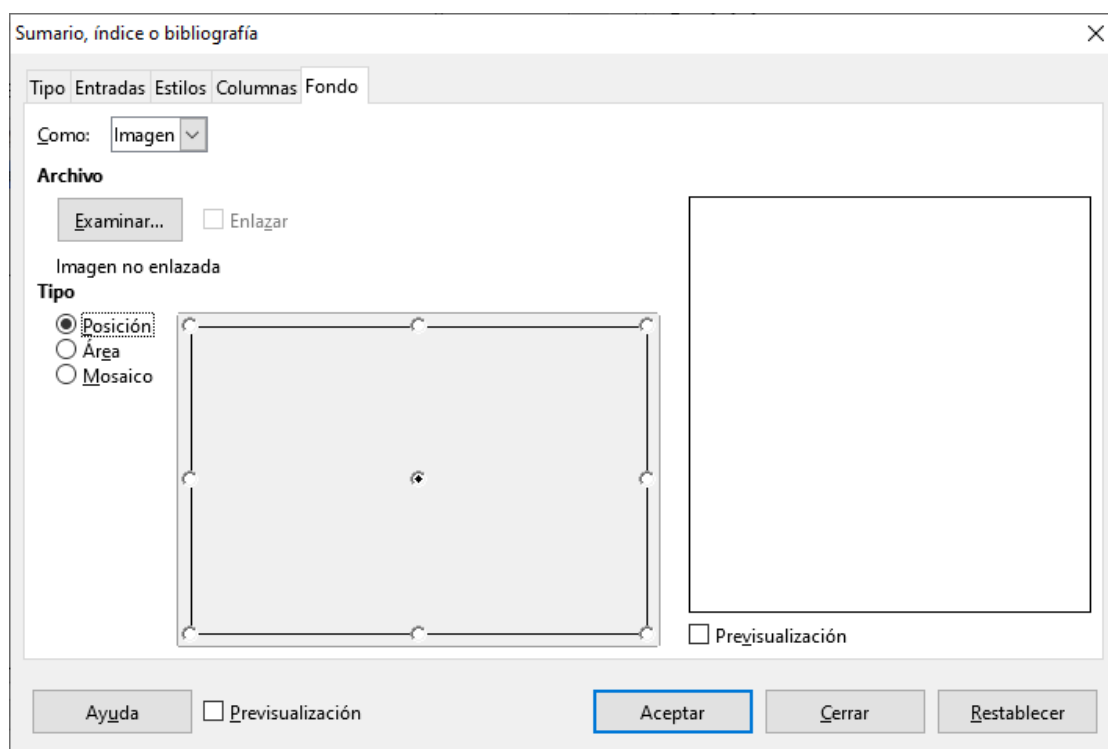 Sumario, índice o bibliografía
Tipo Entradas Estilos Columnas Fondo
Como: Imagen
Archivo
Examinar... Enlazar
Imagen no enlazada
Tipo
Posición
Área
Mosaico
Previsualización
Ayuda Previsualización Aceptar Cerrar Restablecer